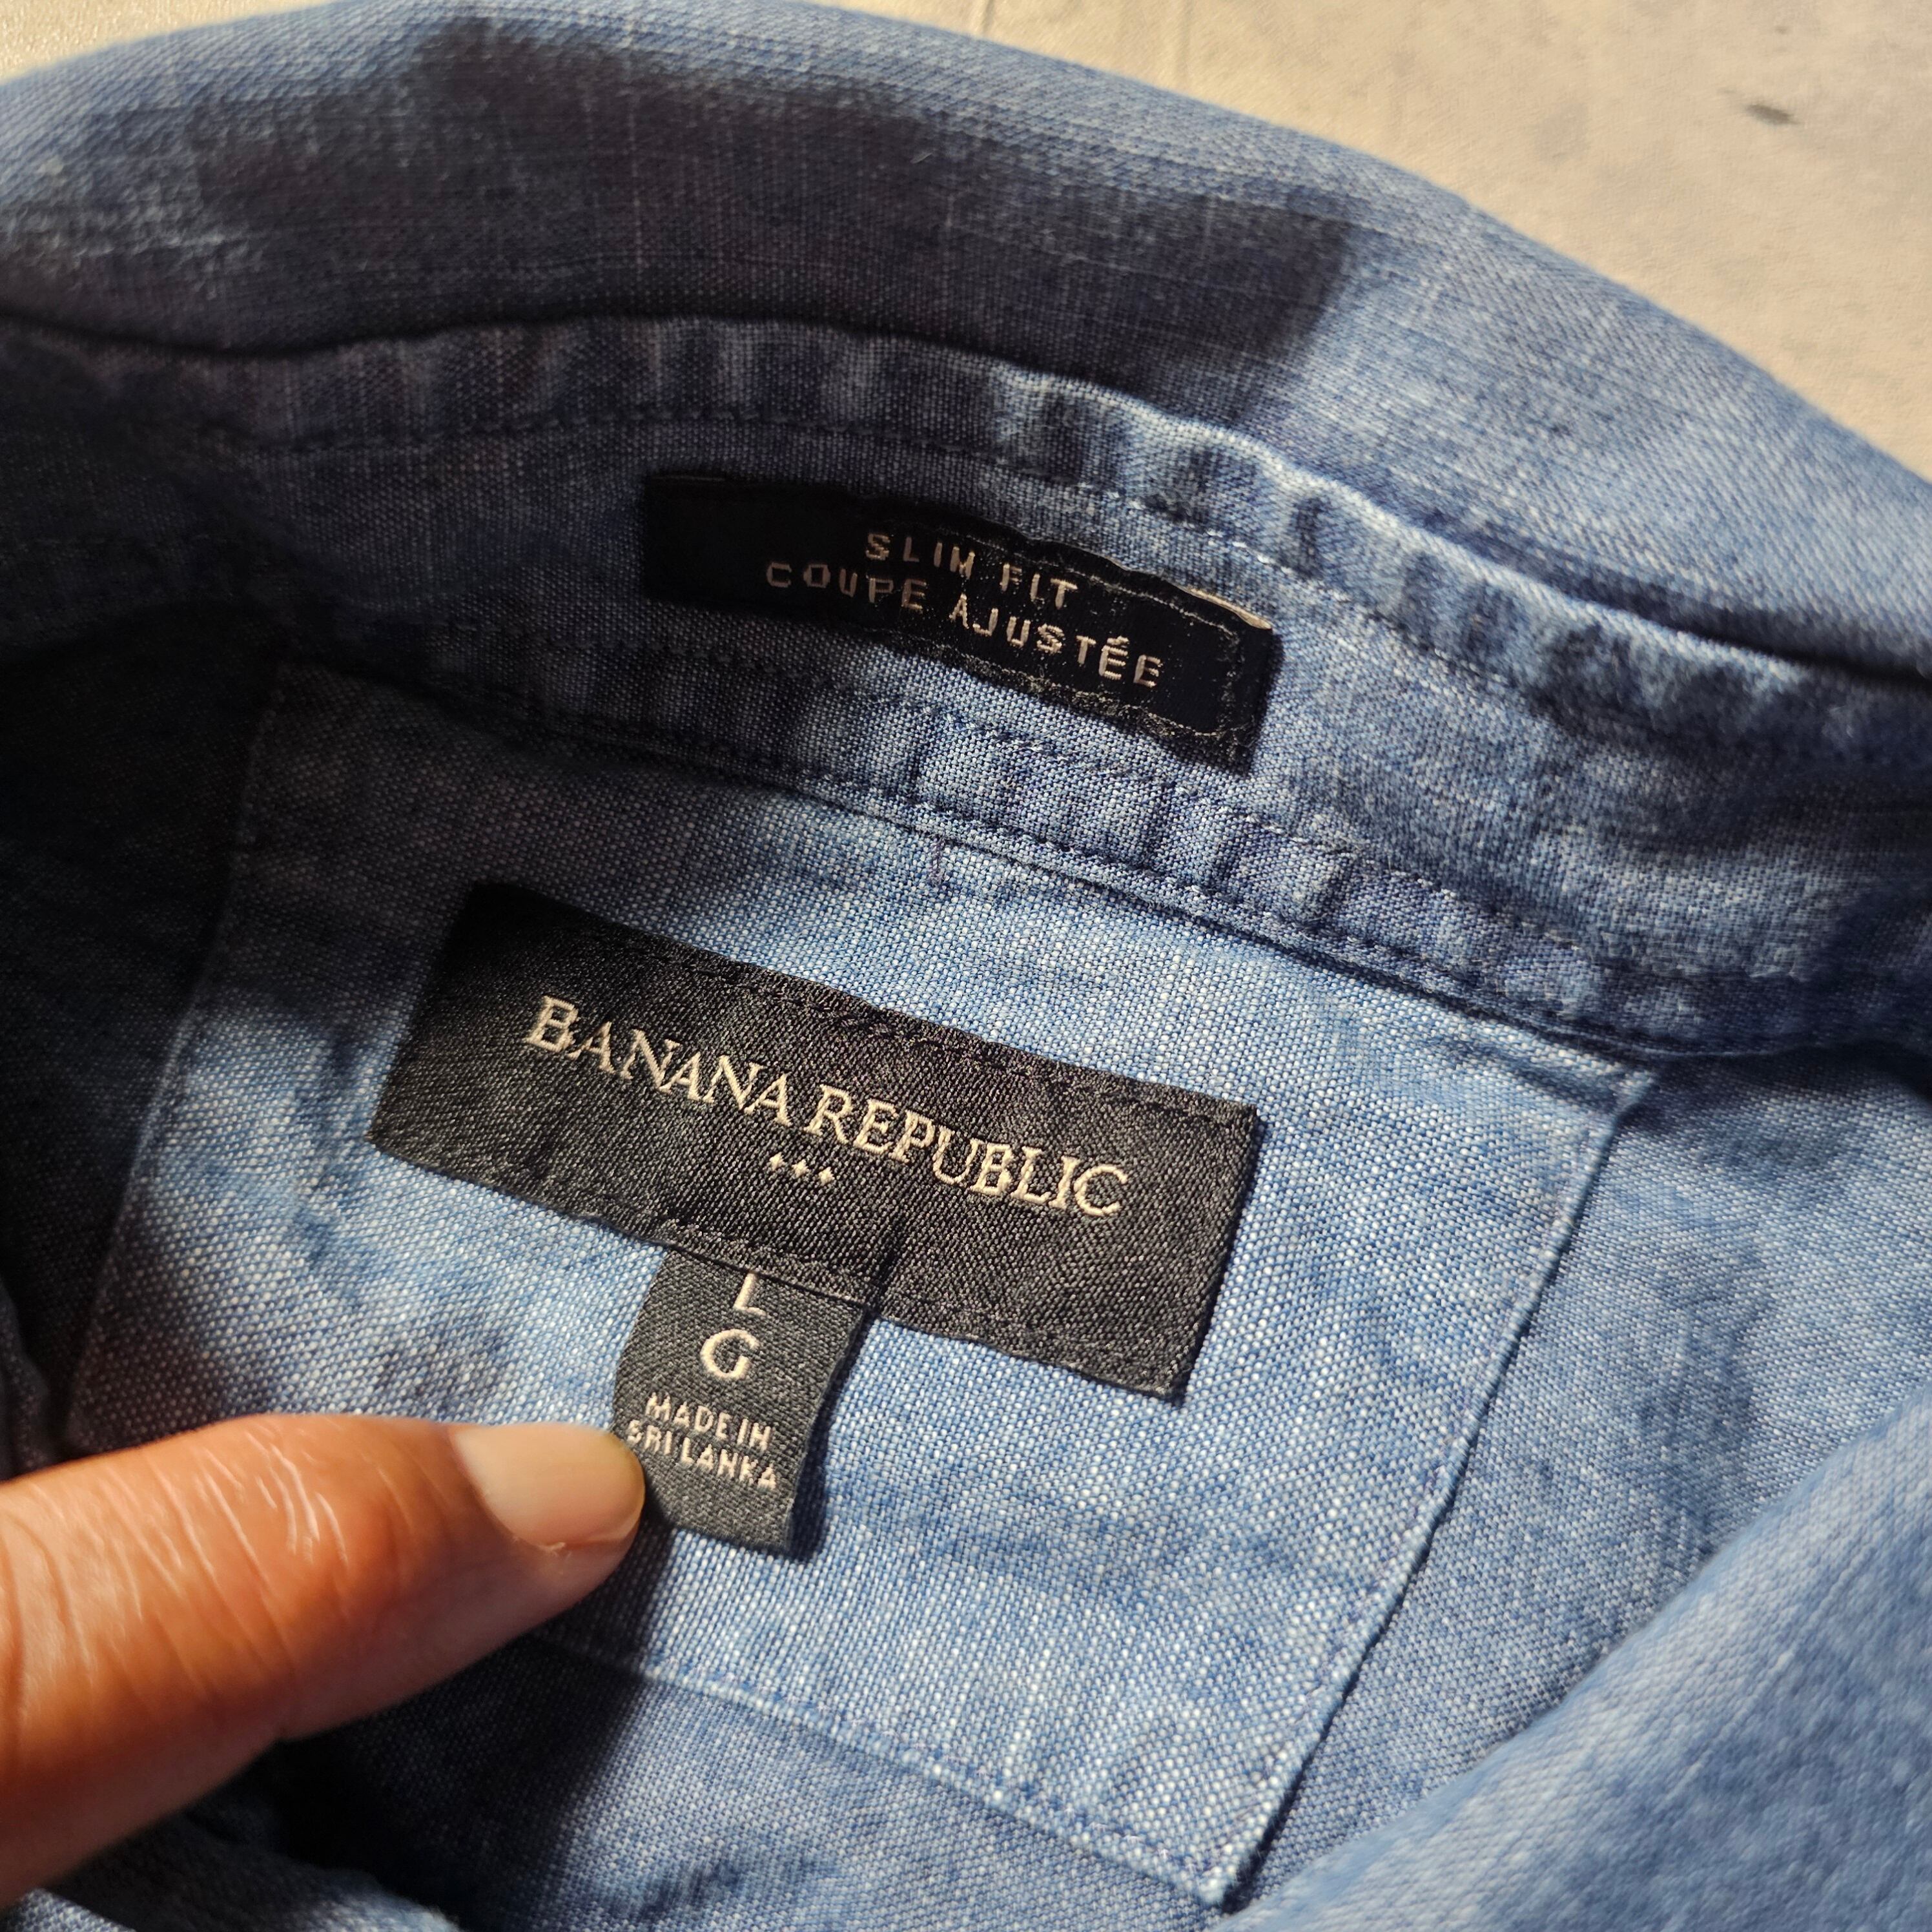 SLIM FIT
COUPE AJUSTÉE
BANANA REPUBLIC
L
G
MADE IN
SRI LANKA